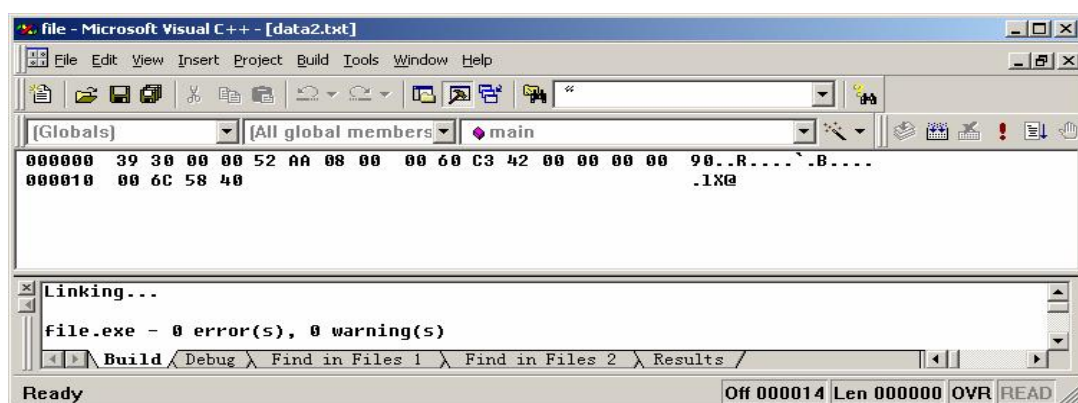 file - Microsoft Visual C++ - [data2.txt]
File Edit View Insert Project Build Tools Window Help
“
(Globals) (All global members main
000000 39 30 00 00 52 AA 08 00 00 60 C3 42 00 00 00 00 90..R....`.B....
000010 00 6C 58 40 .lX@
Linking...
file.exe - 0 error(s), 0 warning(s)
Build Debug Find in Files 1 Find in Files 2 Results
Ready Off 000014 Len 000000 OVR READ